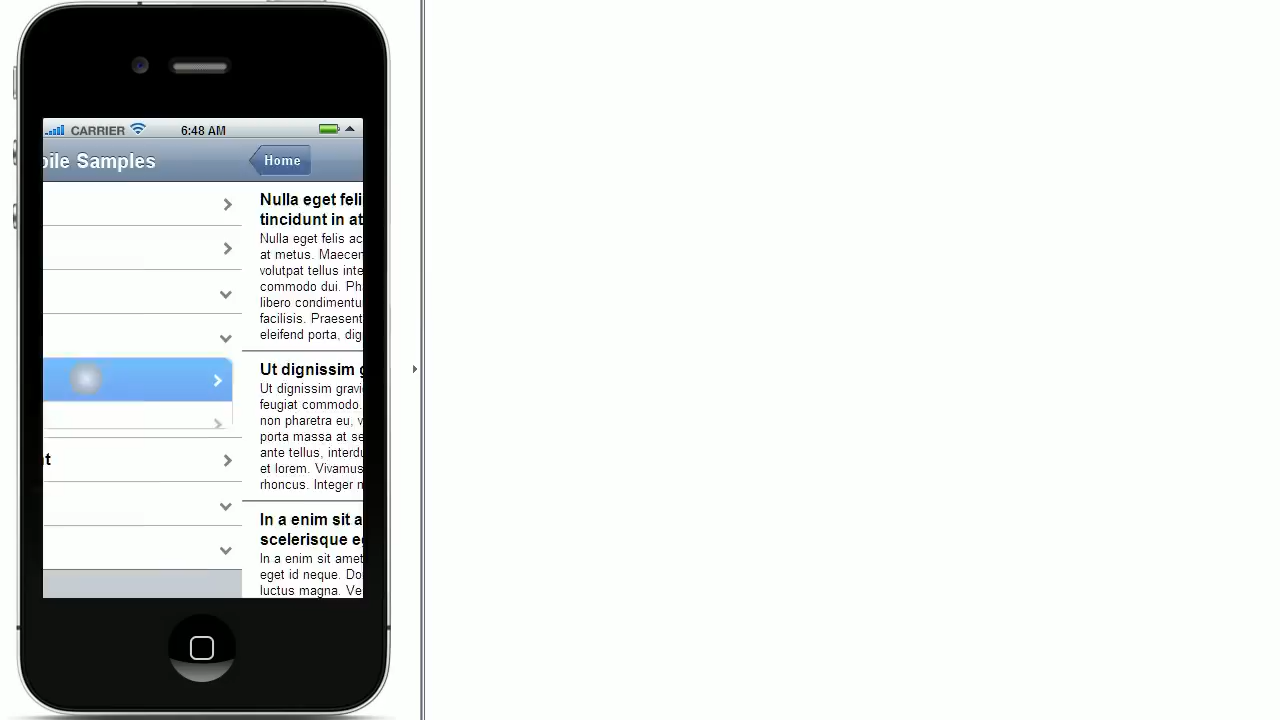 CARRIER 6:48 AM
bile Samples
Home
nt
Nulla eget feli
tincidunt in at
Nulla eget felis ac
at metus. Maecen
volutpat tellus inte
commodo dui. Ph
libero condimentu
facilisis. Praesent
eleifend porta, dig
Ut dignissim g
Ut dignissim gravi
feugiat commodo.
non pharetra eu, v
porta massa at se
ante tellus, interdu
et lorem. Vivamus
rhoncus. Integer n
In a enim sit a
scelerisque eg
In a enim sit amet
eget id neque. Do
luctus magna. Ve